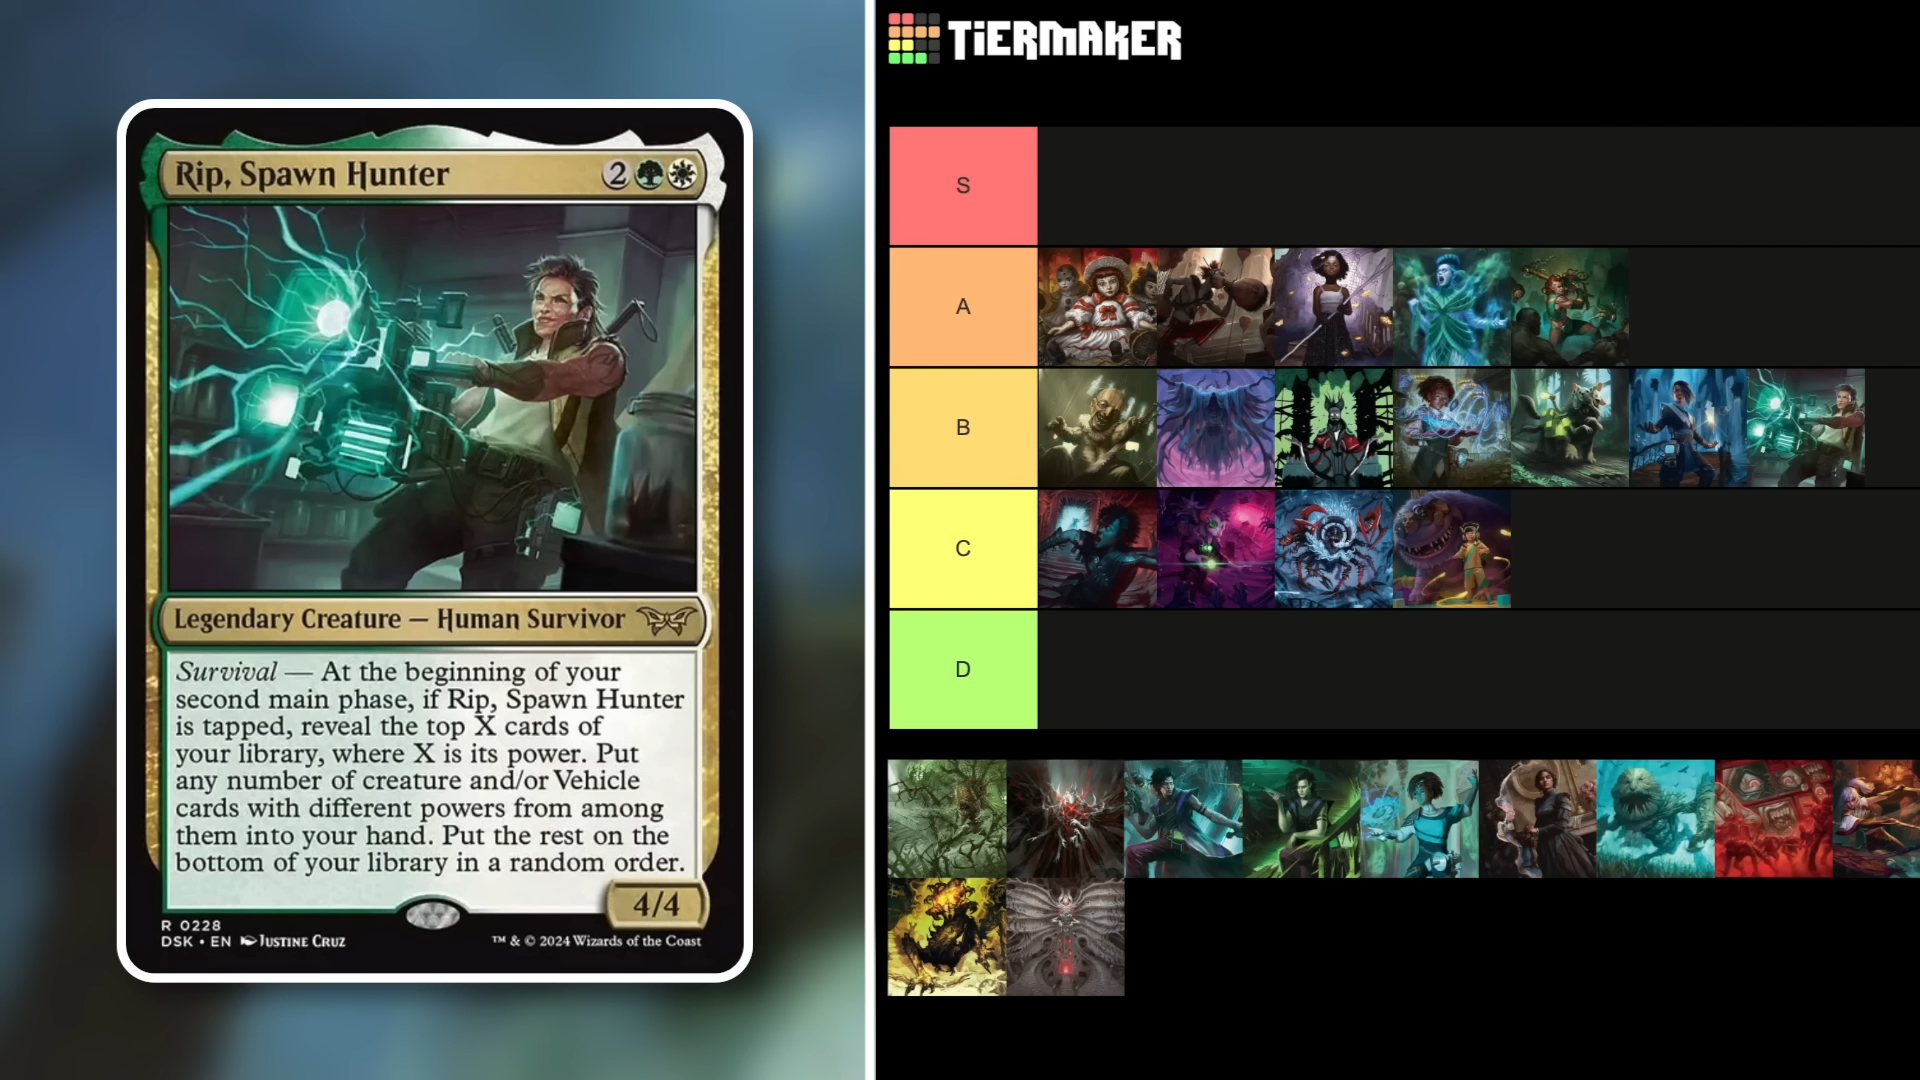 Rip, Spawn Hunter 2
Legendary Creature — Human Survivor
Survival — At the beginning of your
second main phase, if Rip, Spawn Hunter
is tapped, reveal the top X cards of
your library, where X is its power. Put
any number of creature and/or Vehicle
cards with different powers from among
them into your hand. Put the rest on the
bottom of your library in a random order.
4/4
R 0228
DSK • EN JUSTINE CRUZ
™ & © 2024 Wizards of the Coast
TiERMAKER
S
A
B
C
D